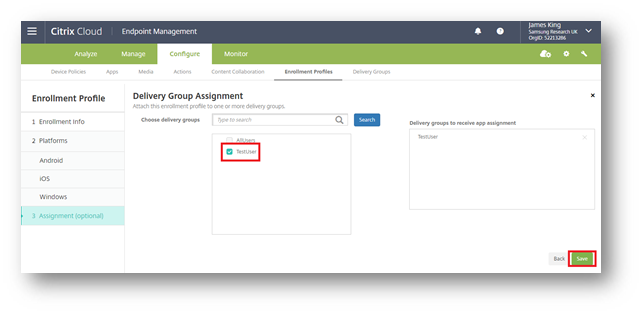 Citrix Cloud | Endpoint Management
James King
Samsung Research UK
OrgID: 52213286
Analyze Manage Configure Monitor
Device Policies Apps Media Actions Content Collaboration Enrollment Profiles Delivery Groups
Enrollment Profile
1 Enrollment Info
2 Platforms
Android
iOS
Windows
3 Assignment (optional)
Delivery Group Assignment
Attach this enrollment profile to one or more delivery groups.
Choose delivery groups
Type to search
Search
AllUsers
TestUser
Delivery groups to receive app assignment
TestUser
Back
Save